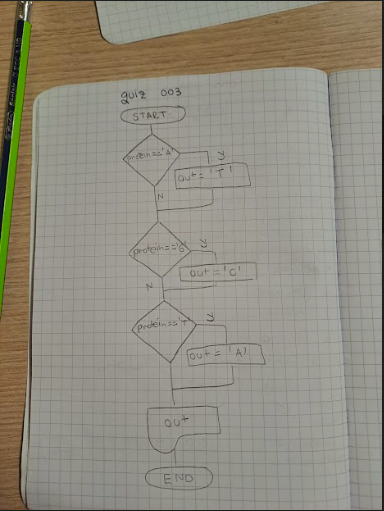 Quiz 003
START
protein=='A'
Y
out = 'T'
N
protein=='G'
Y
out = 'C'
N
protein=='T'
Y
out = 'A'
out
END